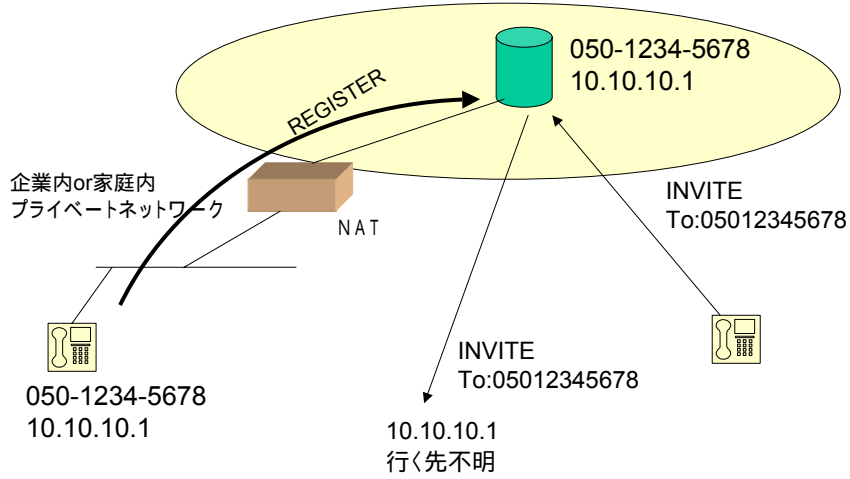 050-1234-5678
10.10.10.1
REGISTER
企業内or家庭内
プライベートネットワーク
NAT
INVITE
To:05012345678
INVITE
To:05012345678
050-1234-5678
10.10.10.1
10.10.10.1
行く先不明